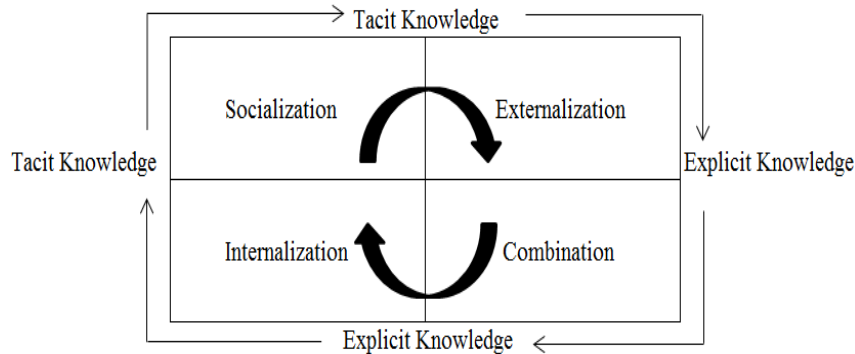 Tacit Knowledge
Socialization
Externalization
Tacit Knowledge
Explicit Knowledge
Internalization
Combination
Explicit Knowledge